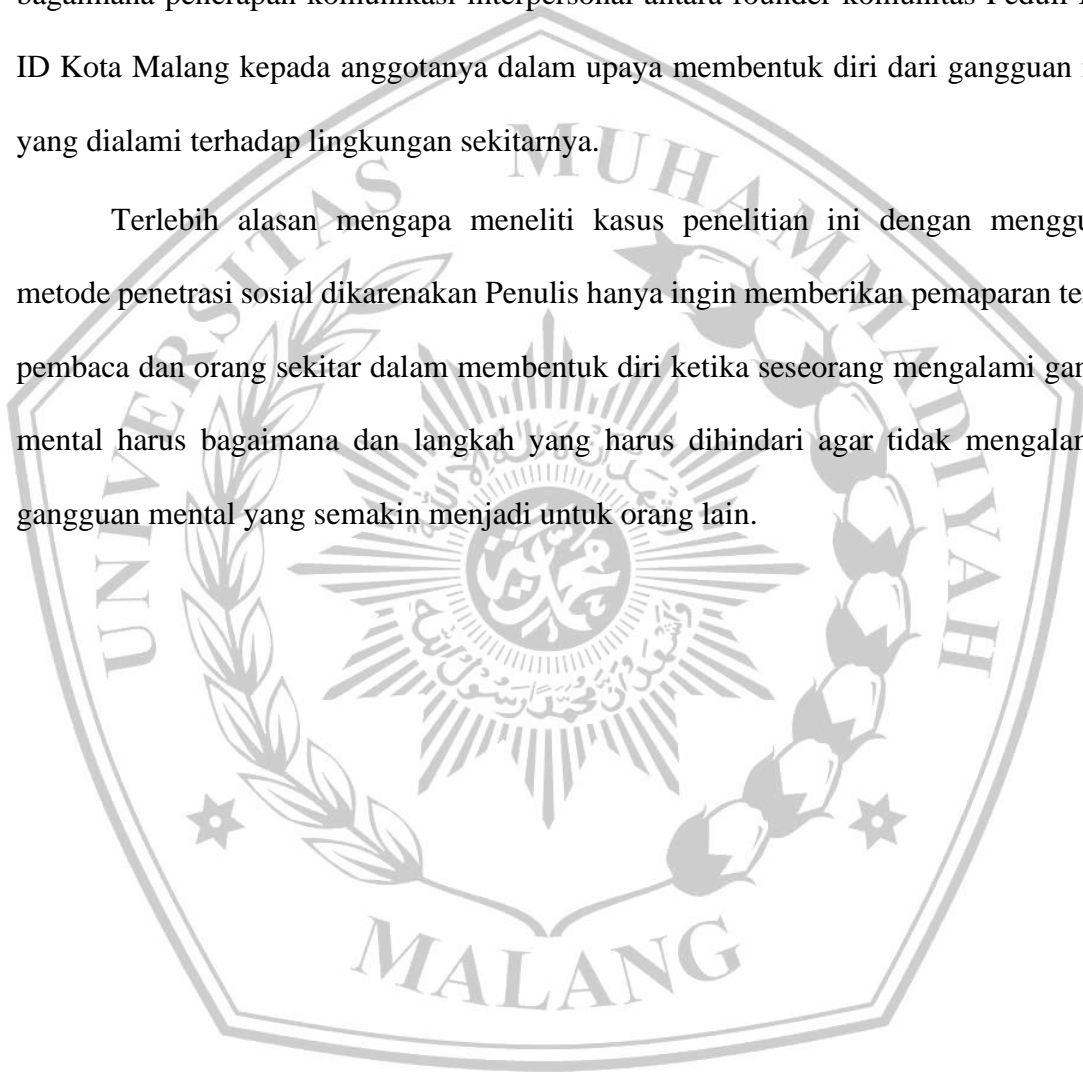 bagaimana penerapan komunikasi interpersonal antara founder komunitas Peduli
ID Kota Malang kepada anggotanya dalam upaya membentuk diri dari gangguan
yang dialami terhadap lingkungan sekitarnya.
Terlebih alasan mengapa meneliti kasus penelitian ini dengan menggu
metode penetrasi sosial dikarenakan Penulis hanya ingin memberikan pemaparan te
pembaca dan orang sekitar dalam membentuk diri ketika seseorang mengalami gan
mental harus bagaimana dan langkah yang harus dihindari agar tidak mengalam
gangguan mental yang semakin menjadi untuk orang lain.
UNIVERSITAS MUHAMMADIYAH
MALANG